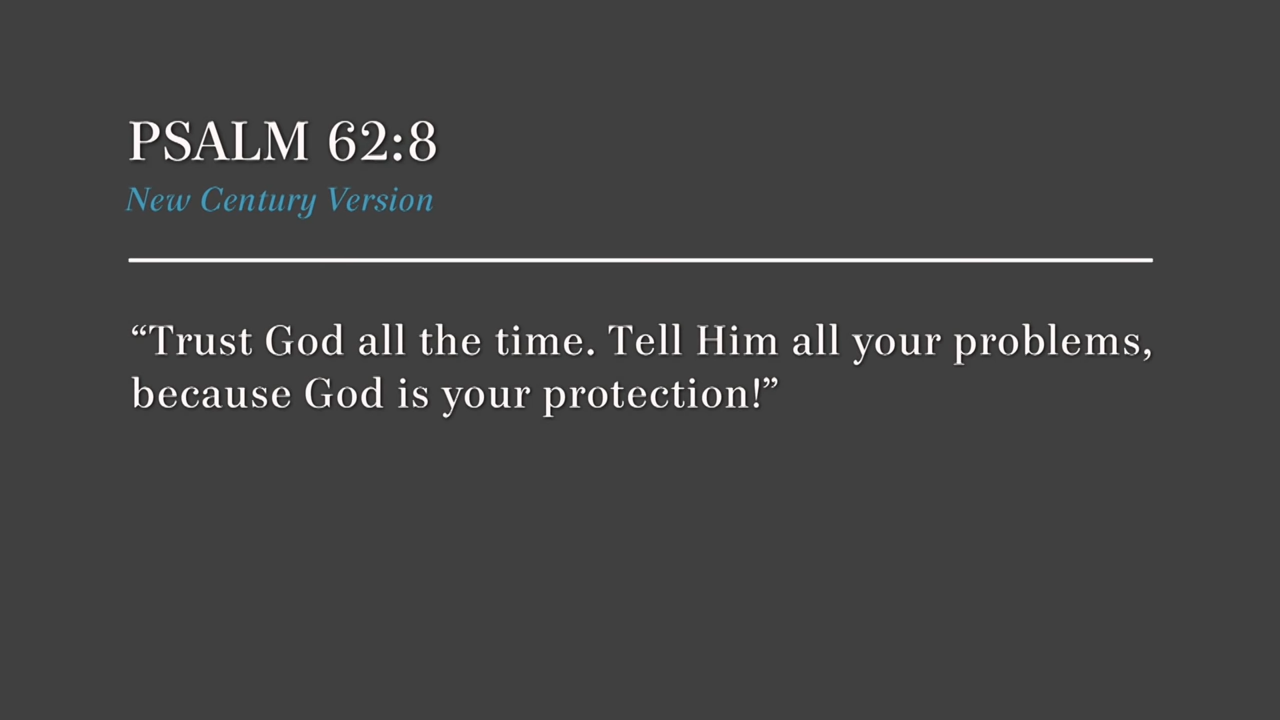 PSALM 62:8
New Century Version
“Trust God all the time. Tell Him all your problems,
because God is your protection!”